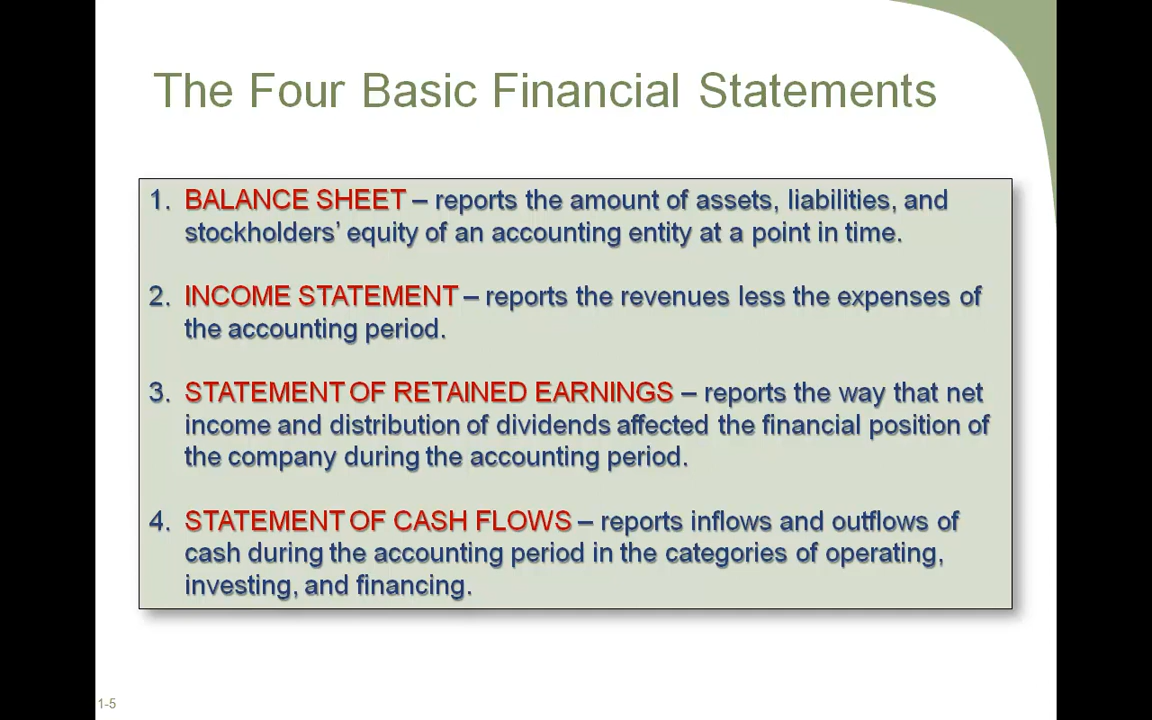 The Four Basic Financial Statements
1. BALANCE SHEET – reports the amount of assets, liabilities, and
stockholders’ equity of an accounting entity at a point in time.
2. INCOME STATEMENT – reports the revenues less the expenses of
the accounting period.
3. STATEMENT OF RETAINED EARNINGS – reports the way that net
income and distribution of dividends affected the financial position of
the company during the accounting period.
4. STATEMENT OF CASH FLOWS – reports inflows and outflows of
cash during the accounting period in the categories of operating,
investing, and financing.
1-5